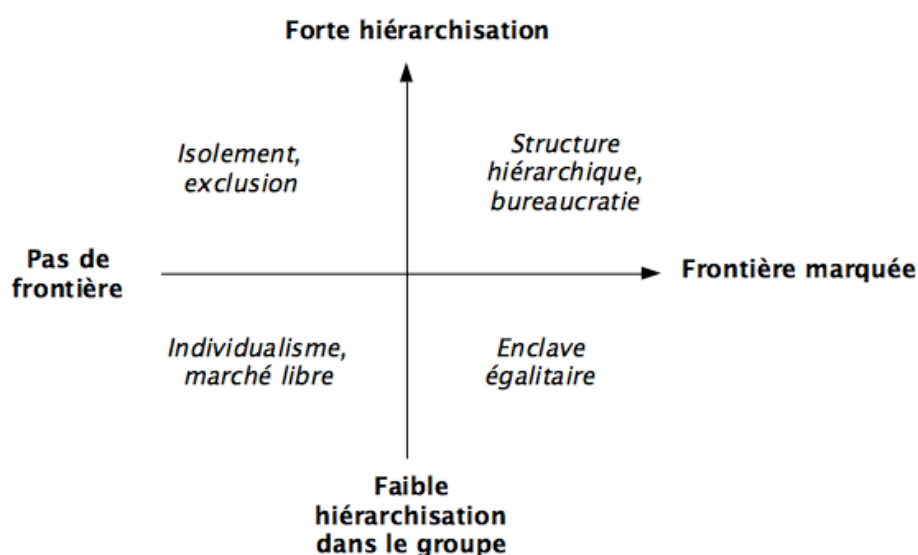 Forte hiérarchisation
Isolement,
exclusion
Structure
hiérarchique,
bureaucratie
Pas de
frontière
Frontière marquée
Individualisme,
marché libre
Enclave
égalitaire
Faible
hiérarchisation
dans le groupe